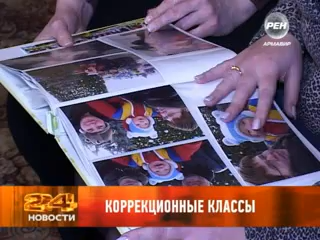 РЕН
АРМАВИР
24
НОВОСТИ
КОРРЕКЦИОННЫЕ КЛАССЫ